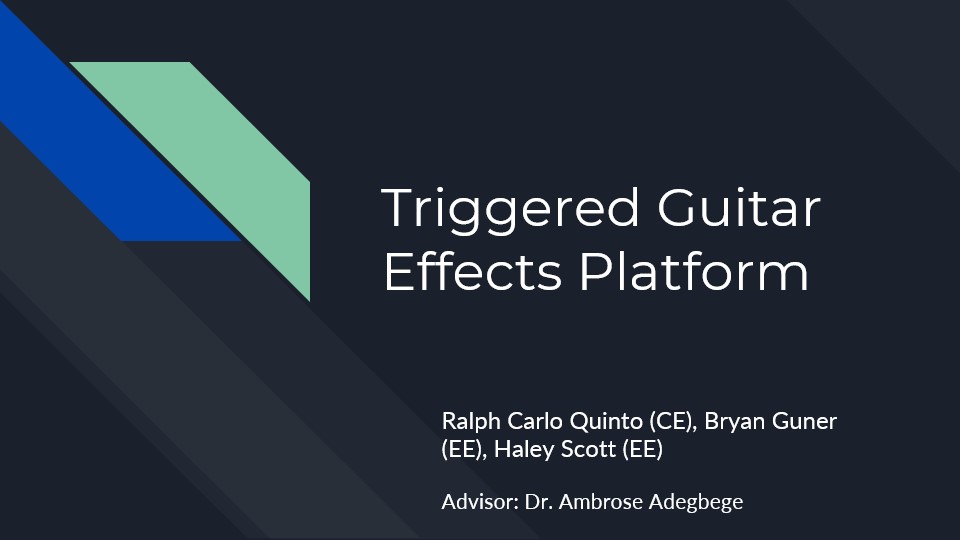 Triggered Guitar
Effects Platform
Ralph Carlo Quinto (CE), Bryan Guner
(EE), Haley Scott (EE)
Advisor: Dr. Ambrose Adegbege